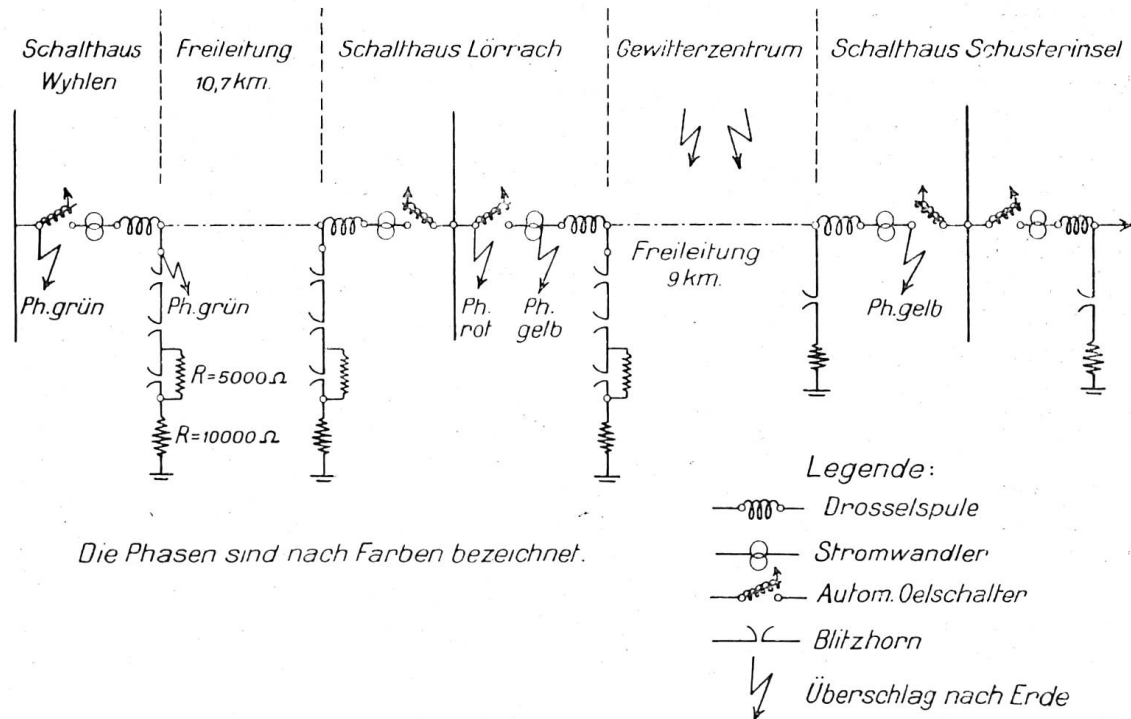 Schalthaus
Wyhlen
Freileitung
10,7 km.
Schalthaus Lörrach
Gewitterzentrum
Schalthaus Schusterinsel
Freileitung
9 km.
Ph. grün
Ph. grün
Ph.
rot
Ph.
gelb
Ph. gelb
R=5000 Ω
R=10000 Ω
Die Phasen sind nach Farben bezeichnet.
Legende:
Drosselspule
Stromwandler
Autom. Oelschalter
Blitzhorn
Überschlag nach Erde